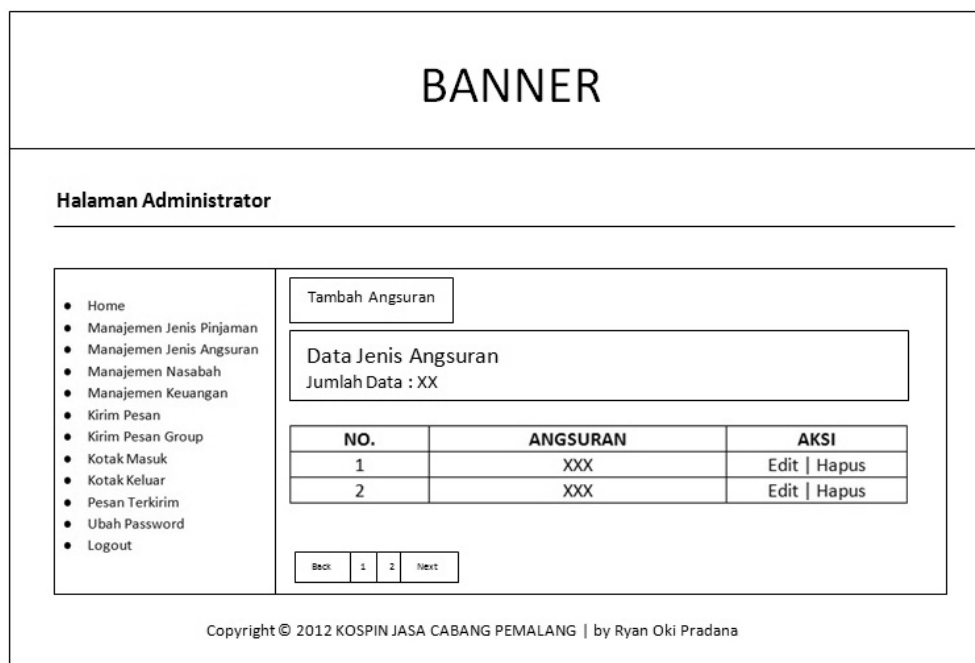 BANNER
Halaman Administrator
● Home
● Manajemen Jenis Pinjaman
● Manajemen Jenis Angsuran
● Manajemen Nasabah
● Manajemen Keuangan
● Kirim Pesan
● Kirim Pesan Group
● Kotak Masuk
● Kotak Keluar
● Pesan Terkirim
● Ubah Password
● Logout
Tambah Angsuran
Data Jenis Angsuran
Jumlah Data : XX
NO. ANGSURAN AKSI
1 XXX Edit | Hapus
2 XXX Edit | Hapus
Back 1 2 Next
Copyright © 2012 KOSPIN JASA CABANG PEMALANG | by Ryan Oki Pradana